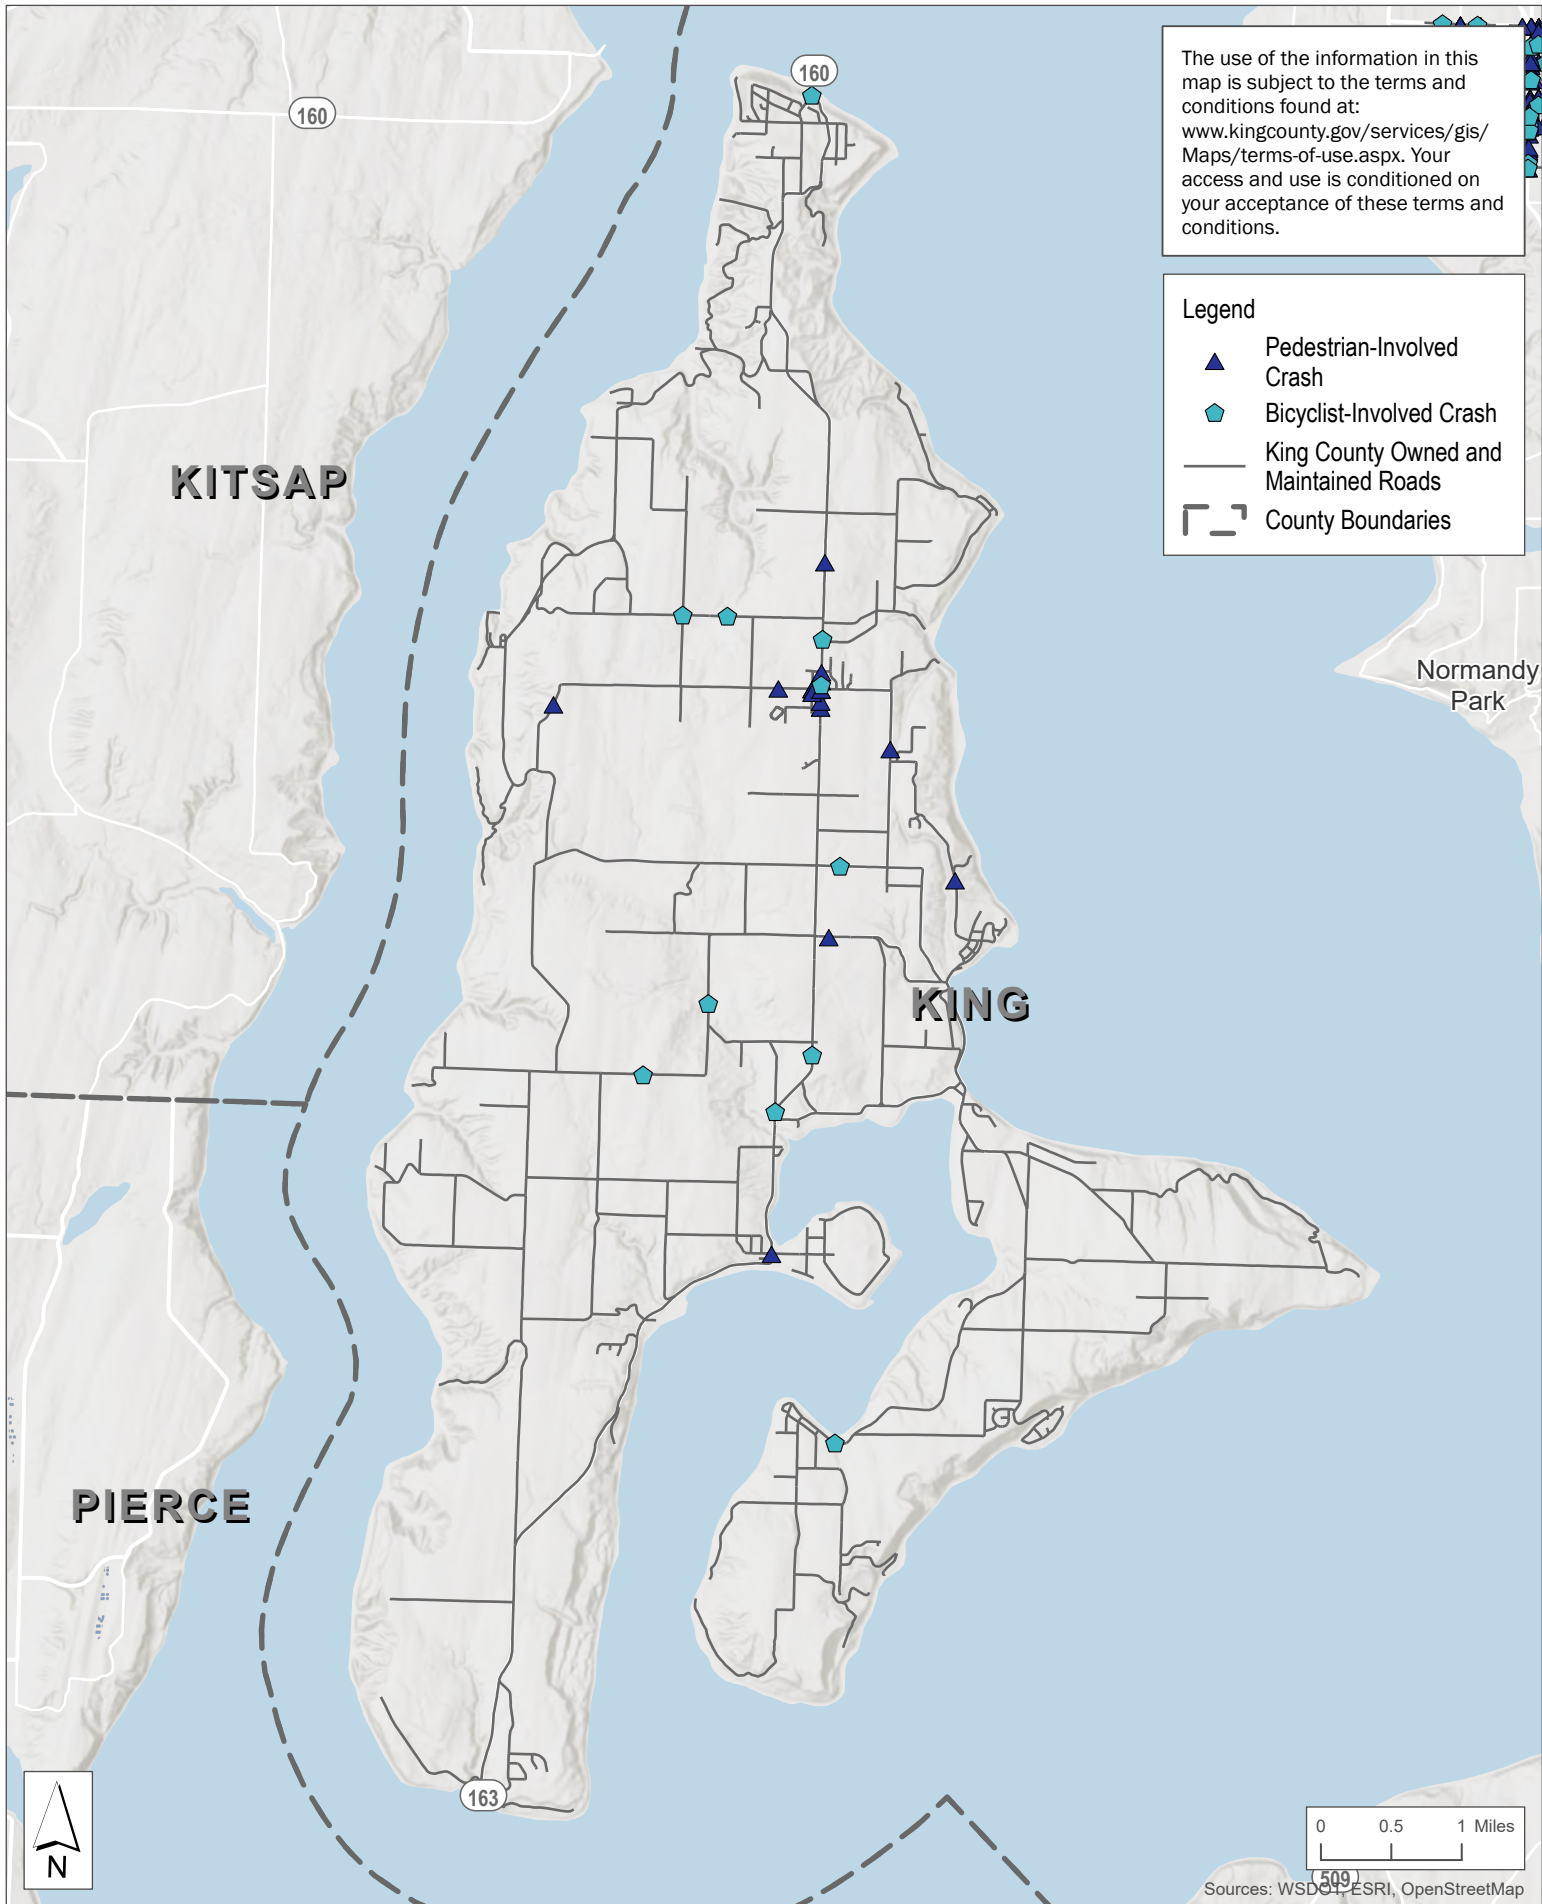 160
160
The use of the information in this
map is subject to the terms and
conditions found at:
www.kingcounty.gov/services/gis/
Maps/terms-of-use.aspx. Your
access and use is conditioned on
your acceptance of these terms and
conditions.
Legend
Pedestrian-Involved
Crash
Bicyclist-Involved Crash
King County Owned and
Maintained Roads
County Boundaries
KITSAP
Normandy
Park
KING
PIERCE
163
N
0 0.5 1 Miles
509
Sources: WSDOT, ESRI, OpenStreetMap